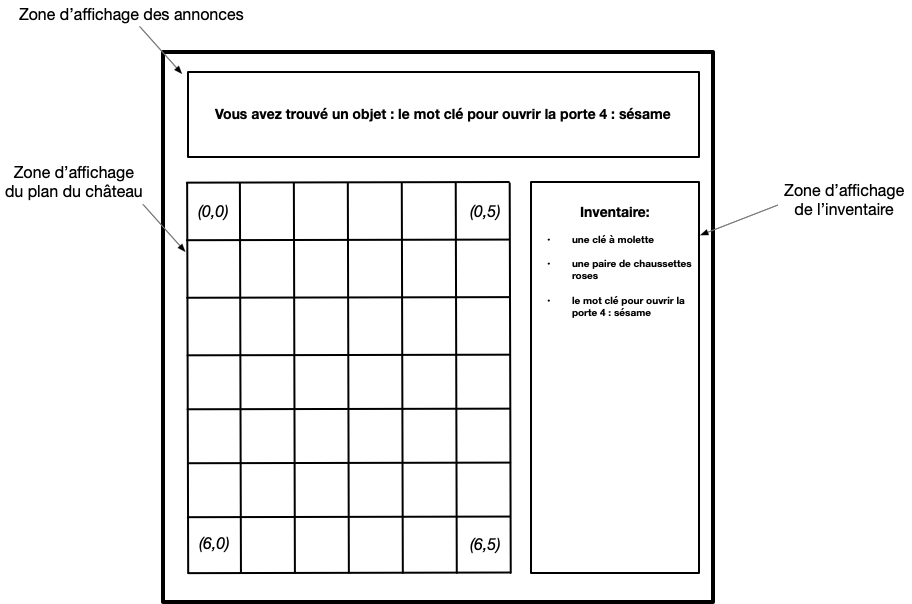 Zone d’affichage des annonces
Vous avez trouvé un objet : le mot clé pour ouvrir la porte 4 : sésame
Zone d’affichage
du plan du château
(0,0)
(0,5)
(6,0)
(6,5)
Inventaire:
· une clé à molette
· une paire de chaussettes
roses
· le mot clé pour ouvrir la
porte 4 : sésame
Zone d’affichage
de l’inventaire